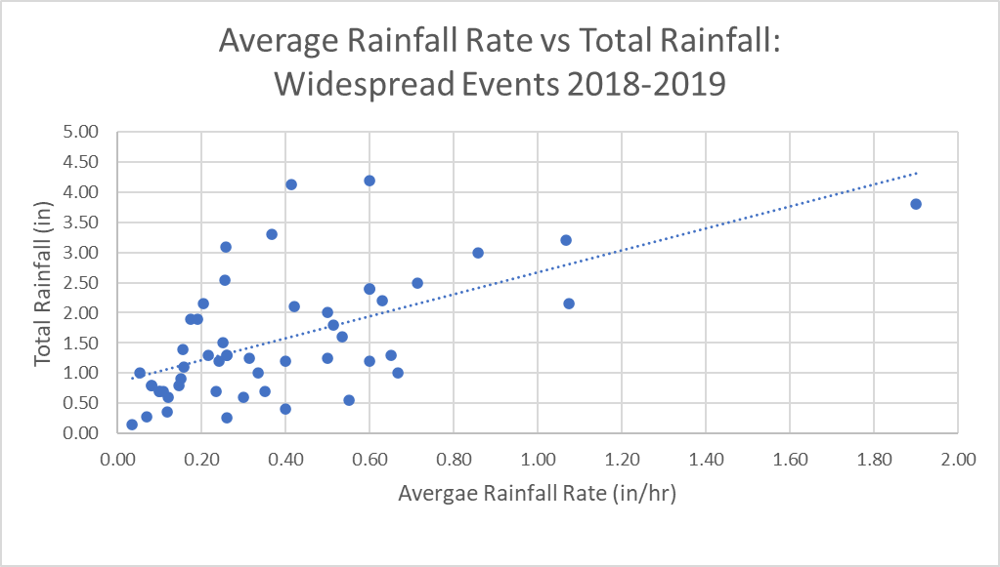 Average Rainfall Rate vs Total Rainfall:
Widespread Events 2018-2019
Total Rainfall (in)
5.00
4.50
4.00
3.50
3.00
2.50
2.00
1.50
1.00
0.50
0.00
0.00 0.20 0.40 0.60 0.80 1.00 1.20 1.40 1.60 1.80 2.00
Avergae Rainfall Rate (in/hr)